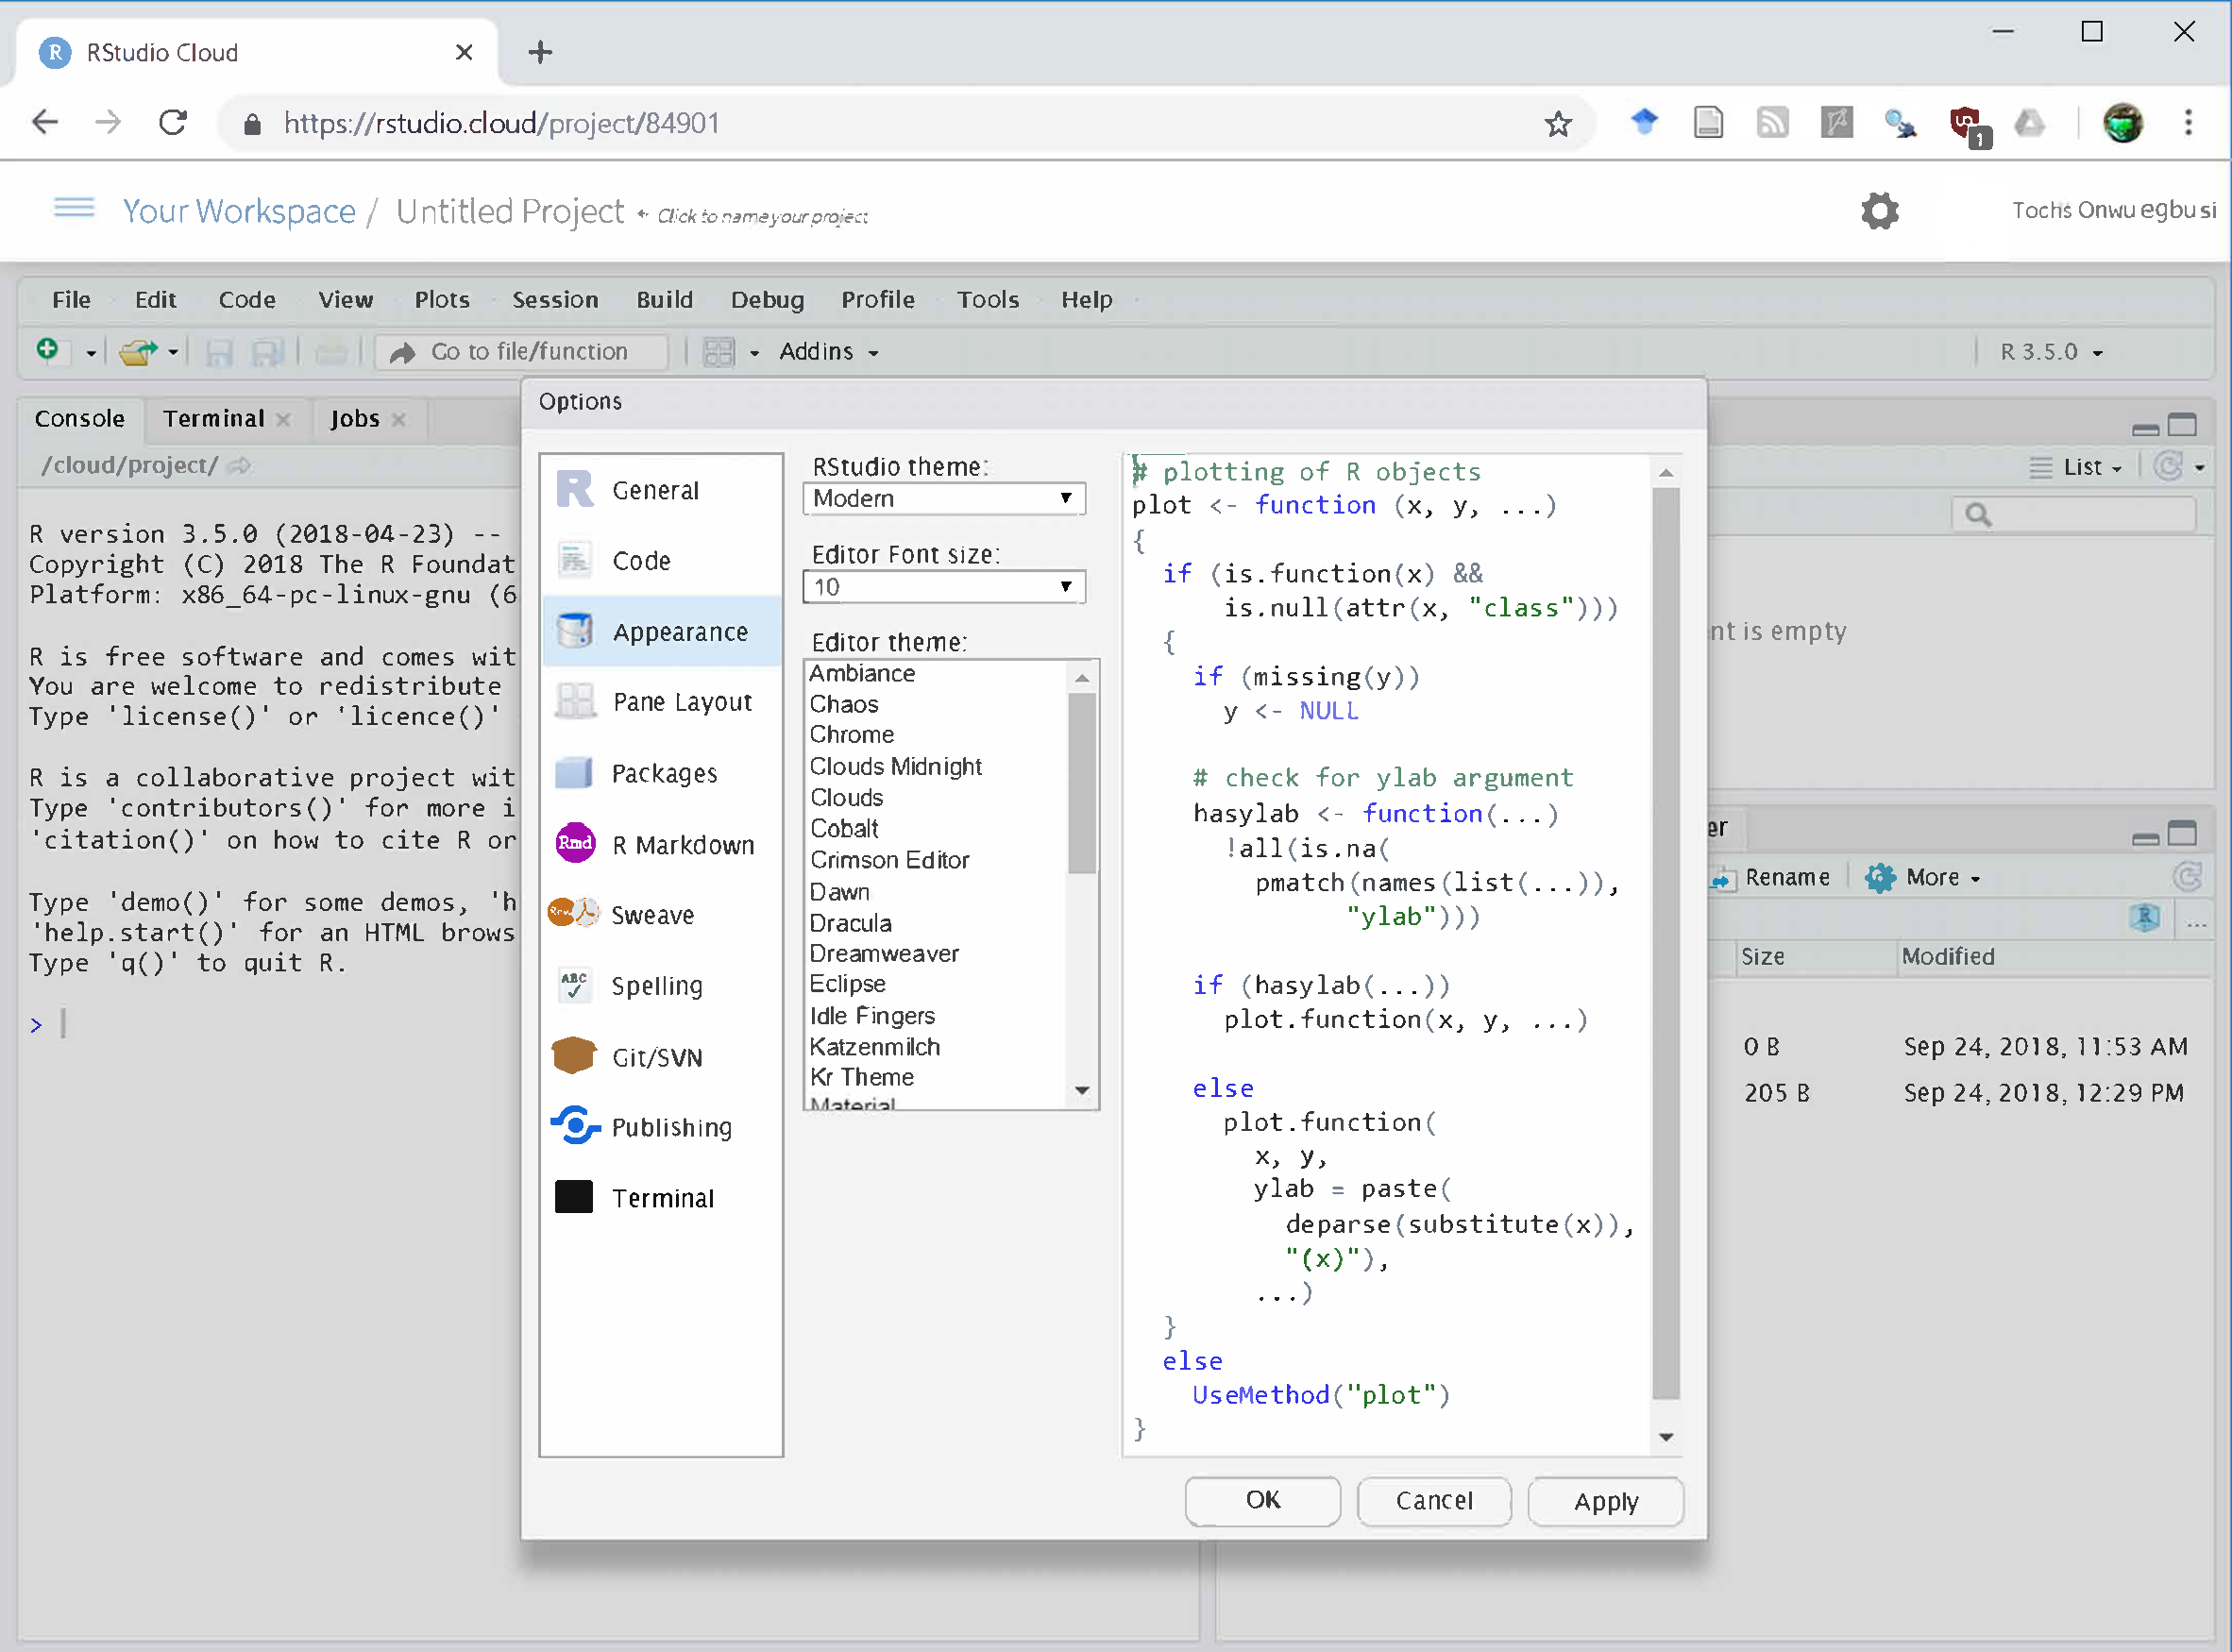 RStudio Cloud
https://rstudio.cloud/project/84901
1
Your Workspace / Untitled Project Click to name your project
Tochs Onwuegbusi
File Edit Code View Plots Session Build Debug Profile Tools Help
Go to file/function Addins R 3.5.0
Console Terminal Jobs
/cloud/project/
R version 3.5.0 (2018-04-23) --
Copyright (C) 2018 The R Foundat
Platform: x86_64-pc-linux-gnu (6
R is free software and comes wit
You are welcome to redistribute
Type 'license()' or 'licence()'
R is a collaborative project wit
Type 'contributors()' for more i
'citation()' on how to cite R or
Type 'demo()' for some demos, 'h
'help.start()' for an HTML brows
Type 'q()' to quit R.
>
Options
General
Code
Appearance
Pane Layout
Packages
Rmd R Markdown
Sweave
ABC Spelling
Git/SVN
Publishing
Terminal
RStudio theme:
Modern
Editor Font size:
10
Editor theme:
Ambiance
Chaos
Chrome
Clouds Midnight
Clouds
Cobalt
Crimson Editor
Dawn
Dracula
Dreamweaver
Eclipse
Idle Fingers
Katzenmilch
Kr Theme
Material
# plotting of R objects
plot <- function (x, y, ...)
{
if (is.function(x) &&
is.null(attr(x, "class")))
{
if (missing(y))
y <- NULL
# check for ylab argument
hasylab <- function(...)
!all(is.na(
pmatch(names(list(...)),
"ylab")))
if (hasylab(...))
plot.function(x, y, ...)
else
plot.function(
x, y,
ylab = paste(
deparse(substitute(x)),
"(x)"),
...)
}
else
UseMethod("plot")
}
OK Cancel Apply
List
nt is empty
er
Rename More
...
Size Modified
0 B Sep 24, 2018, 11:53 AM
205 B Sep 24, 2018, 12:29 PM